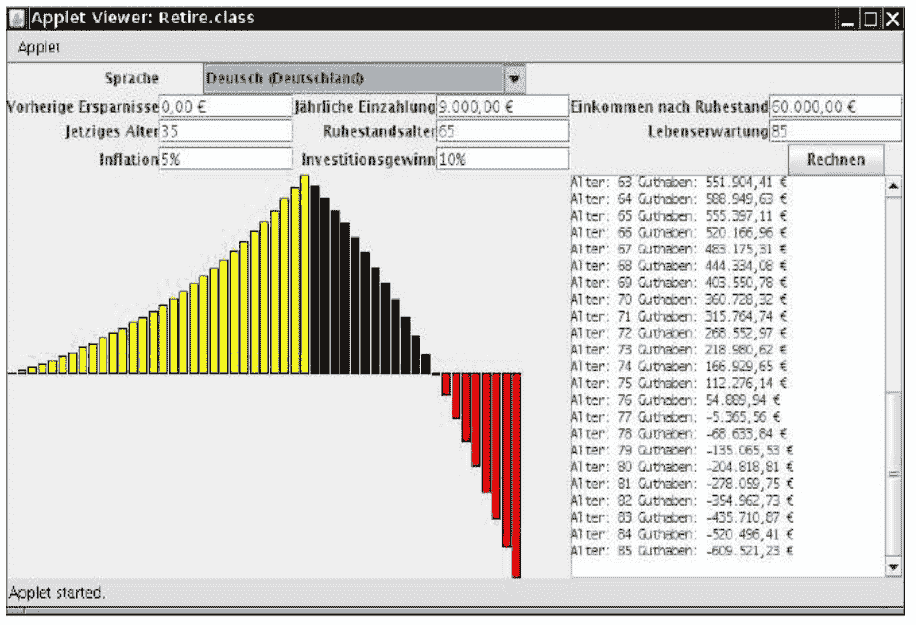 Applet Viewer: Retire.class
Applet
Sprache Deutsch (Deutschland)
Vorherige Ersparnisse 0,00 € Jährliche Einzahlung 9.000,00 € Einkommen nach Ruhestand 60.000,00 €
Jetziges Alter 35 Ruhestandsalter 65 Lebenserwartung 85
Inflation 5% Investitionsgewinn 10% Rechnen
Alter: 63 Guthaben: 551.904,41 €
Alter: 64 Guthaben: 588.949,63 €
Alter: 65 Guthaben: 555.397,11 €
Alter: 66 Guthaben: 520.166,96 €
Alter: 67 Guthaben: 483.175,31 €
Alter: 68 Guthaben: 444.334,08 €
Alter: 69 Guthaben: 403.550,78 €
Alter: 70 Guthaben: 360.728,32 €
Alter: 71 Guthaben: 315.764,74 €
Alter: 72 Guthaben: 268.552,97 €
Alter: 73 Guthaben: 218.980,62 €
Alter: 74 Guthaben: 166.929,65 €
Alter: 75 Guthaben: 112.276,14 €
Alter: 76 Guthaben: 54.889,94 €
Alter: 77 Guthaben: -5.365,56 €
Alter: 78 Guthaben: -68.633,84 €
Alter: 79 Guthaben: -135.065,53 €
Alter: 80 Guthaben: -204.818,81 €
Alter: 81 Guthaben: -278.059,75 €
Alter: 82 Guthaben: -354.962,73 €
Alter: 83 Guthaben: -435.710,87 €
Alter: 84 Guthaben: -520.496,41 €
Alter: 85 Guthaben: -609.521,23 €
Applet started.